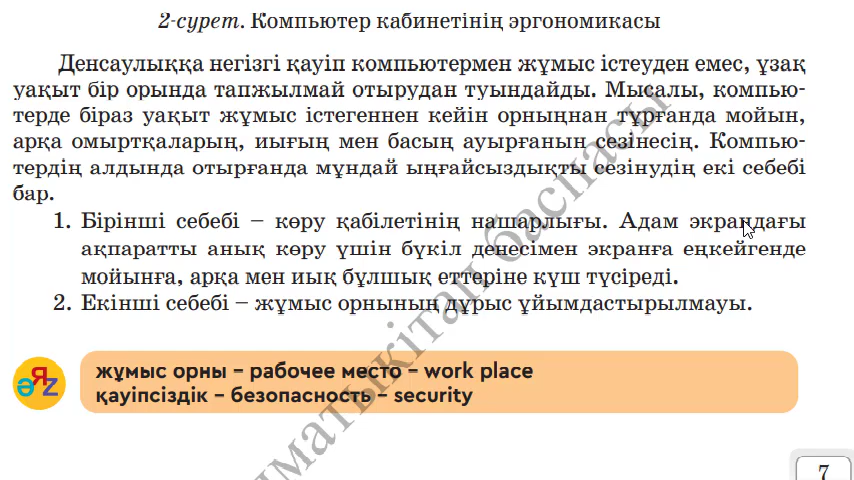 2-сурет. Компьютер кабинетінің эргономикасы
Денсаулыққа негізгі қауіп компьютермен жұмыс істеуден емес, ұзақ
уақыт бір орында тапжылмай отырудан туындайды. Мысалы, компью-
терде біраз уақыт жұмыс істегеннен кейін орныңнан тұрғанда мойын,
арқа омыртқаларың, иығың мен басың ауырғанын сезінесің. Компью-
тердің алдында отырғанда мұндай ыңғайсыздықты сезінудің екі себебі
бар.
1. Бірінші себебі – көру қабілетінің нашарлығы. Адам экрандағы
ақпаратты анық көру үшін бүкіл денесімен экранға еңкейгенде
мойынға, арқа мен иық бұлшық еттеріне күш түсіреді.
2. Екінші себебі – жұмыс орнының дұрыс ұйымдастырылмауы.
ә Я Z
жұмыс орны – рабочее место – work place
қауіпсіздік – безопасность – security
7
матыкітап баспасы